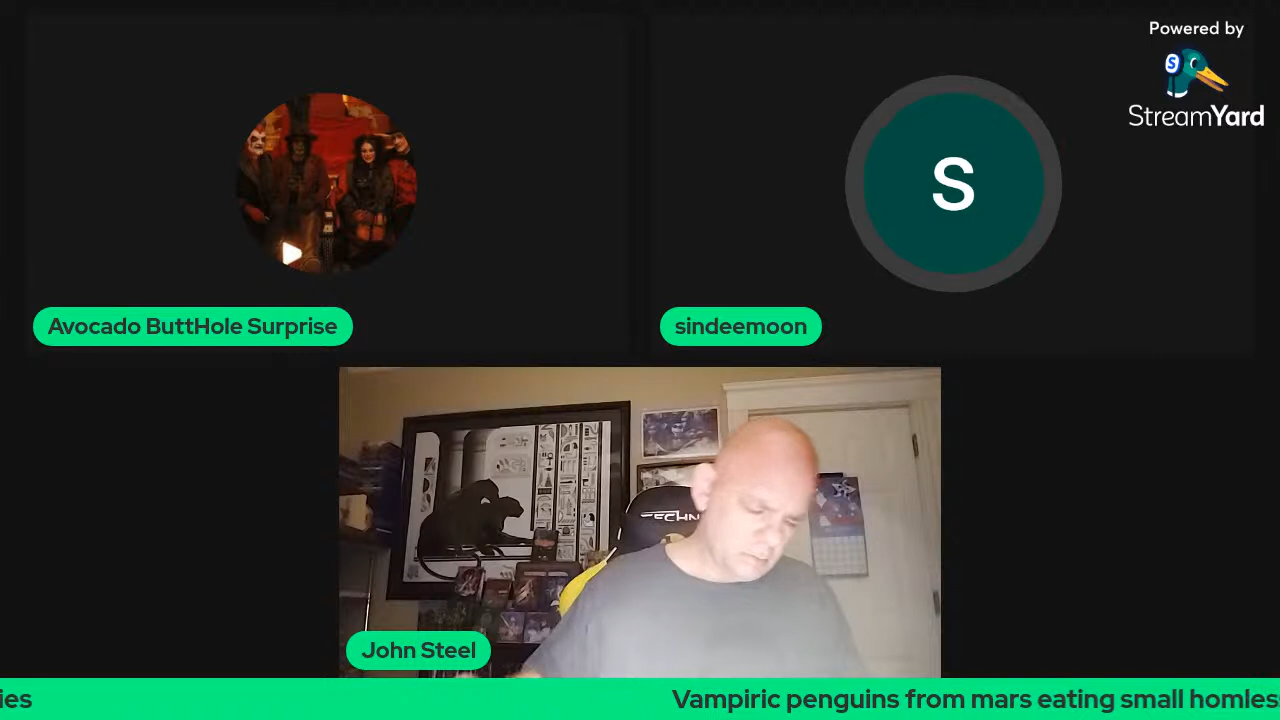 Powered by
S
StreamYard
S
Avocado ButtHole Surprise
sindeemoon
John Steel
ies
Vampiric penguins from mars eating small homles